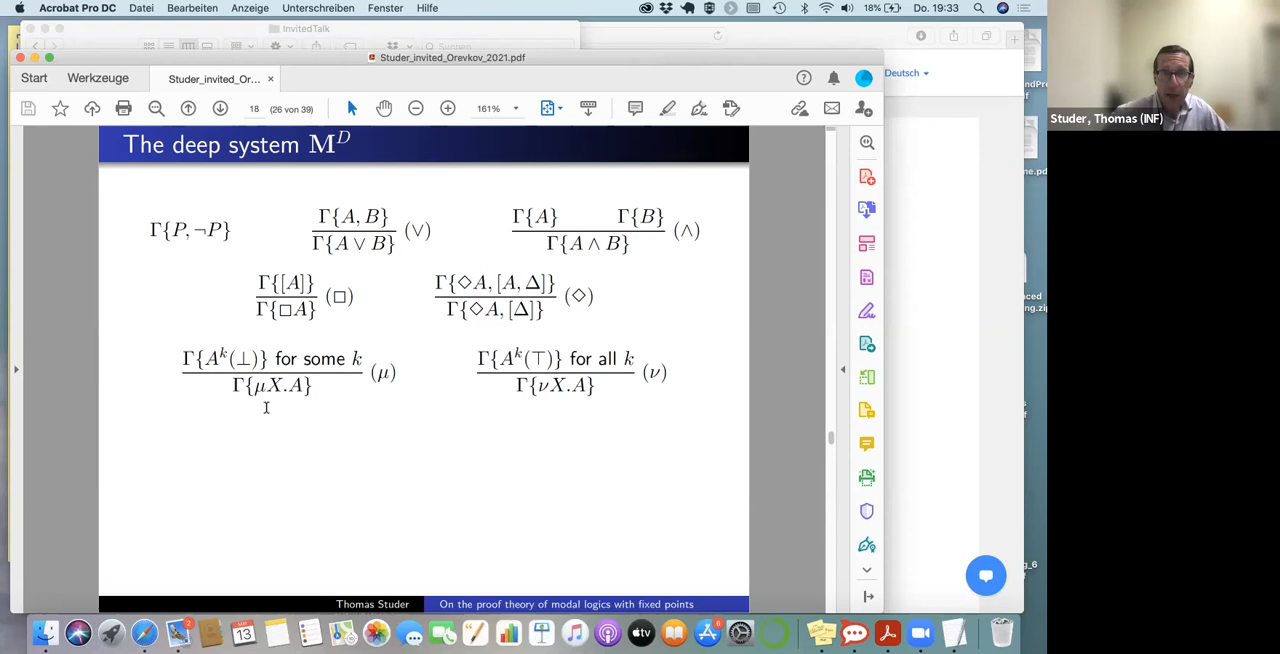 Acrobat Pro DC Datei Bearbeiten Anzeige Unterschreiben Fenster Hilfe 18% Do. 19:33
InvitedTalk
Suchen
Studer_invited_Orevkov_2021.pdf
Start Werkzeuge Studer_invited_Or... ×
Deutsch
18 (26 von 39) 161%
Studer, Thomas (INF)
The deep system M^D
Γ{P, ¬P}
Γ{A, B}
Γ{A ∨ B} (∨)
Γ{A} Γ{B}
Γ{A ∧ B} (∧)
Γ{[A]}
Γ{□A} (□)
Γ{◇A, [A, Δ]}
Γ{◇A, [Δ]} (◇)
Γ{A^k(⊥)} for some k
Γ{μX.A} (μ)
Γ{A^k(⊤)} for all k
Γ{νX.A} (ν)
Thomas Studer On the proof theory of modal logics with fixed points